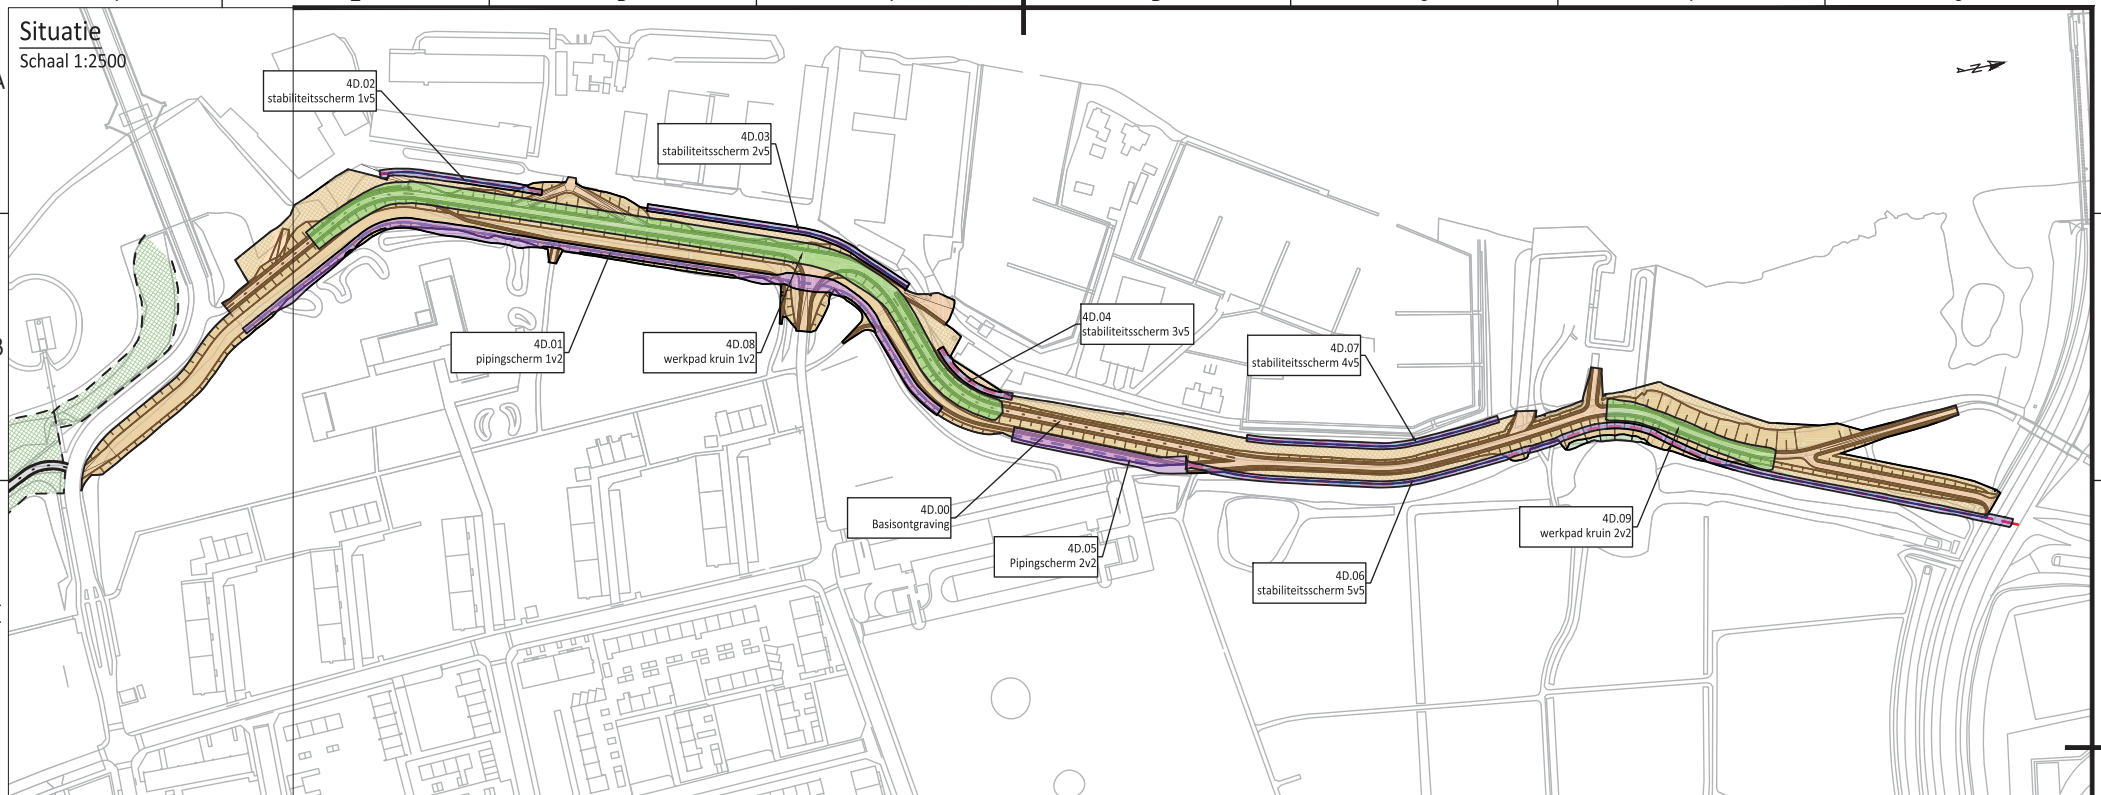 Situatie
Schaal 1:2500
4D.02
stabiliteitsscherm 1v5
4D.03
stabiliteitsscherm 2v5
4D.01
pipingscherm 1v2
4D.08
werkpad kruin 1v2
4D.04
stabiliteitsscherm 3v5
4D.07
stabiliteitsscherm 4v5
4D.00
Basisontgraving
4D.05
Pipingscherm 2v2
4D.06
stabiliteitsscherm 5v5
4D.09
werkpad kruin 2v2